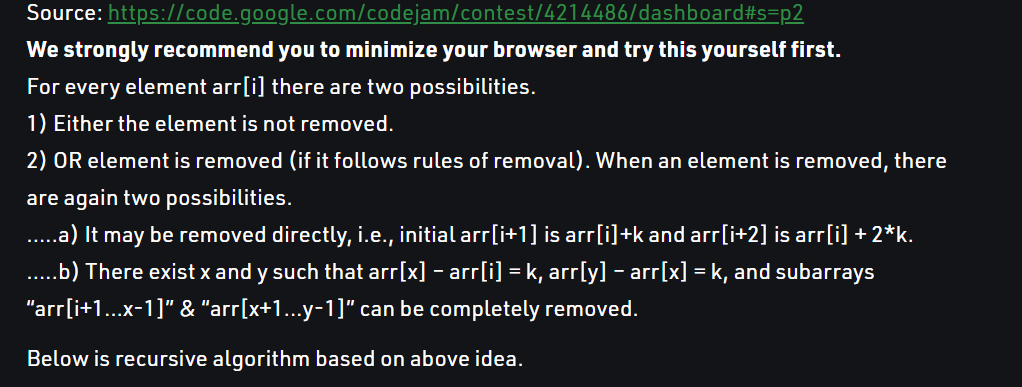 Source: https://code.google.com/codejam/contest/4214486/dashboard#s=p2
We strongly recommend you to minimize your browser and try this yourself first.
For every element arr[i] there are two possibilities.
1) Either the element is not removed.
2) OR element is removed (if it follows rules of removal). When an element is removed, there
are again two possibilities.
…..a) It may be removed directly, i.e., initial arr[i+1] is arr[i]+k and arr[i+2] is arr[i] + 2*k.
…..b) There exist x and y such that arr[x] – arr[i] = k, arr[y] – arr[x] = k, and subarrays
“arr[i+1…x-1]” & “arr[x+1…y-1]” can be completely removed.
Below is recursive algorithm based on above idea.